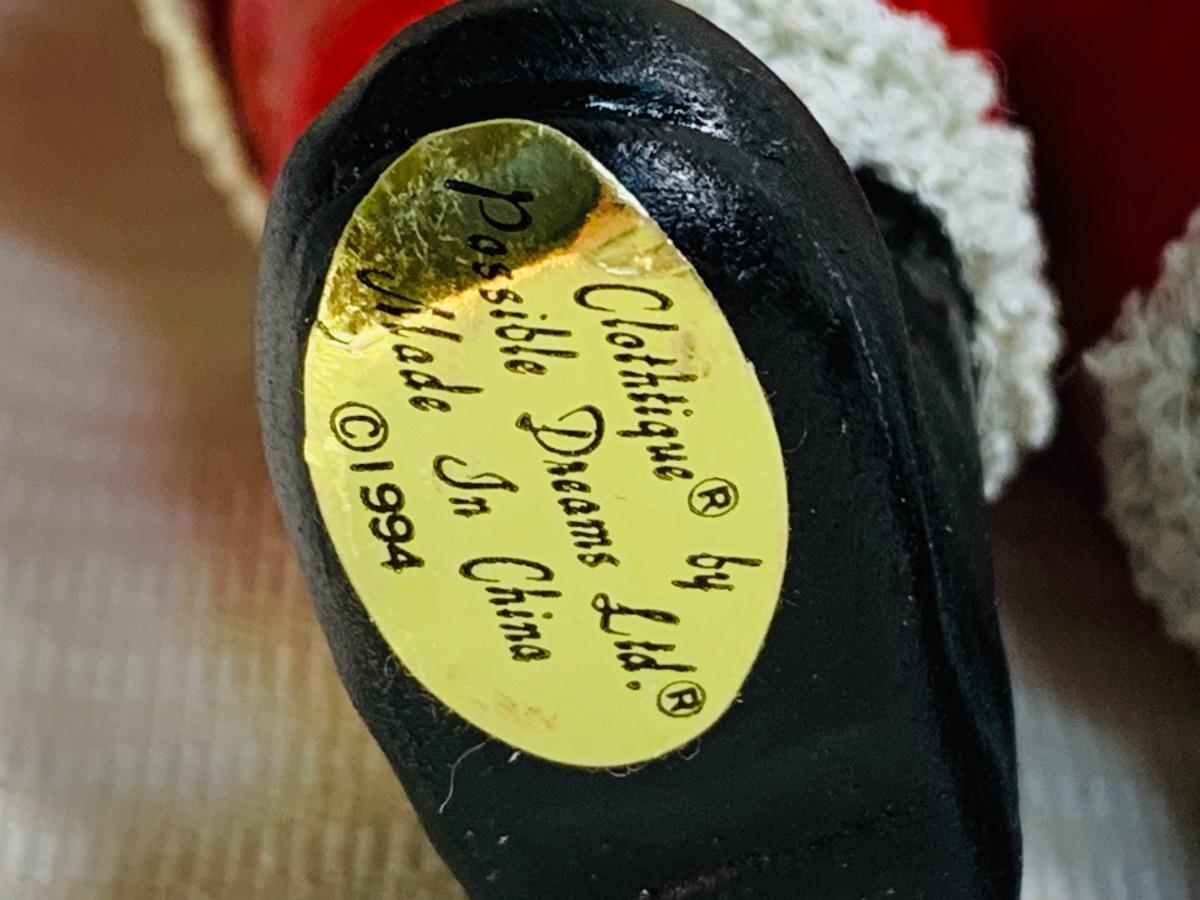 Clothtique® by
Possible Dreams Ltd.®
Made In China
©1994